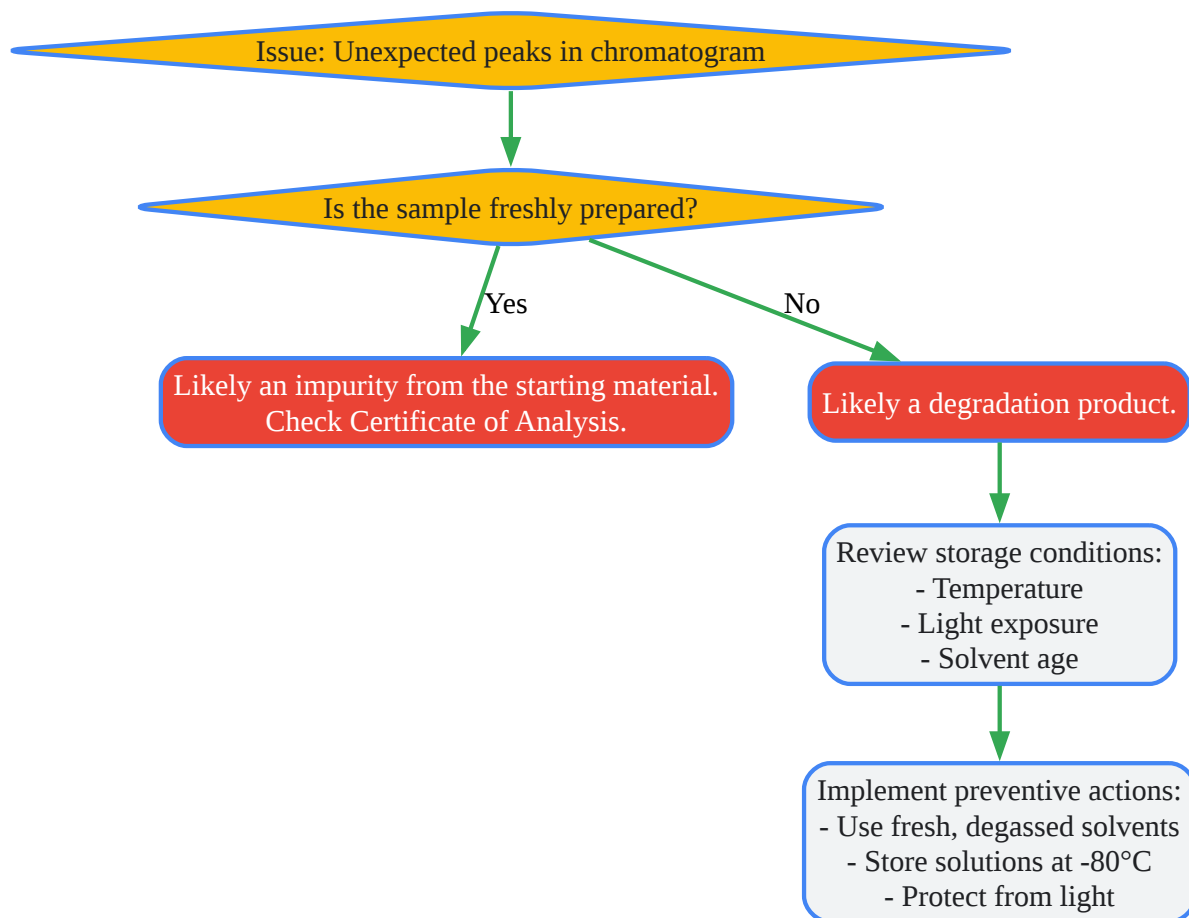 Issue: Unexpected peaks in chromatogram
Is the sample freshly prepared?
Yes
No
Likely an impurity from the starting material.
Check Certificate of Analysis.
Likely a degradation product.
Review storage conditions:
- Temperature
- Light exposure
- Solvent age
Implement preventive actions:
- Use fresh, degassed solvents
- Store solutions at -80°C
- Protect from light